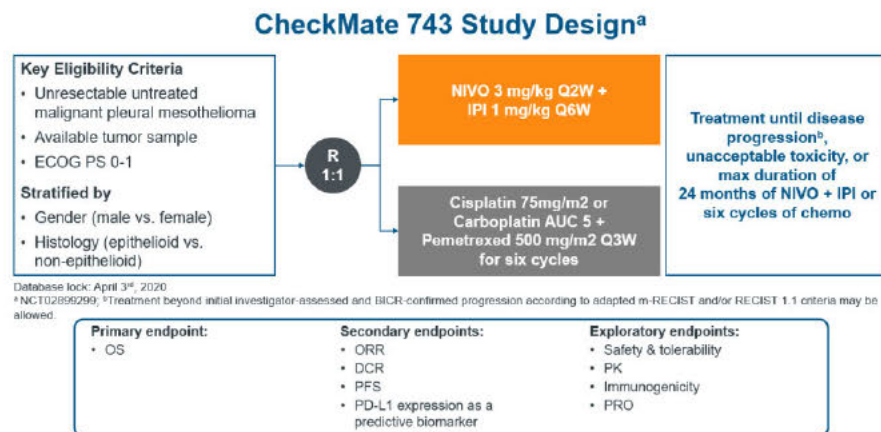 CheckMate 743 Study Designᵃ
Key Eligibility Criteria
• Unresectable untreated
malignant pleural mesothelioma
• Available tumor sample
• ECOG PS 0-1
Stratified by
• Gender (male vs. female)
• Histology (epithelioid vs.
non-epithelioid)
R
1:1
NIVO 3 mg/kg Q2W +
IPI 1 mg/kg Q6W
Cisplatin 75mg/m2 or
Carboplatin AUC 5 +
Pemetrexed 500 mg/m2 Q3W
for six cycles
Treatment until disease
progressionᵇ,
unacceptable toxicity, or
max duration of
24 months of NIVO + IPI or
six cycles of chemo
Database lock: April 3ʳᵈ, 2020
ᵃ NCT02899299; ᵇTreatment beyond initial investigator-assessed and BICR-confirmed progression according to adapted m-RECIST and/or RECIST 1.1 criteria may be
allowed.
Primary endpoint:
• OS
Secondary endpoints:
• ORR
• DCR
• PFS
• PD-L1 expression as a
predictive biomarker
Exploratory endpoints:
• Safety & tolerability
• PK
• Immunogenicity
• PRO